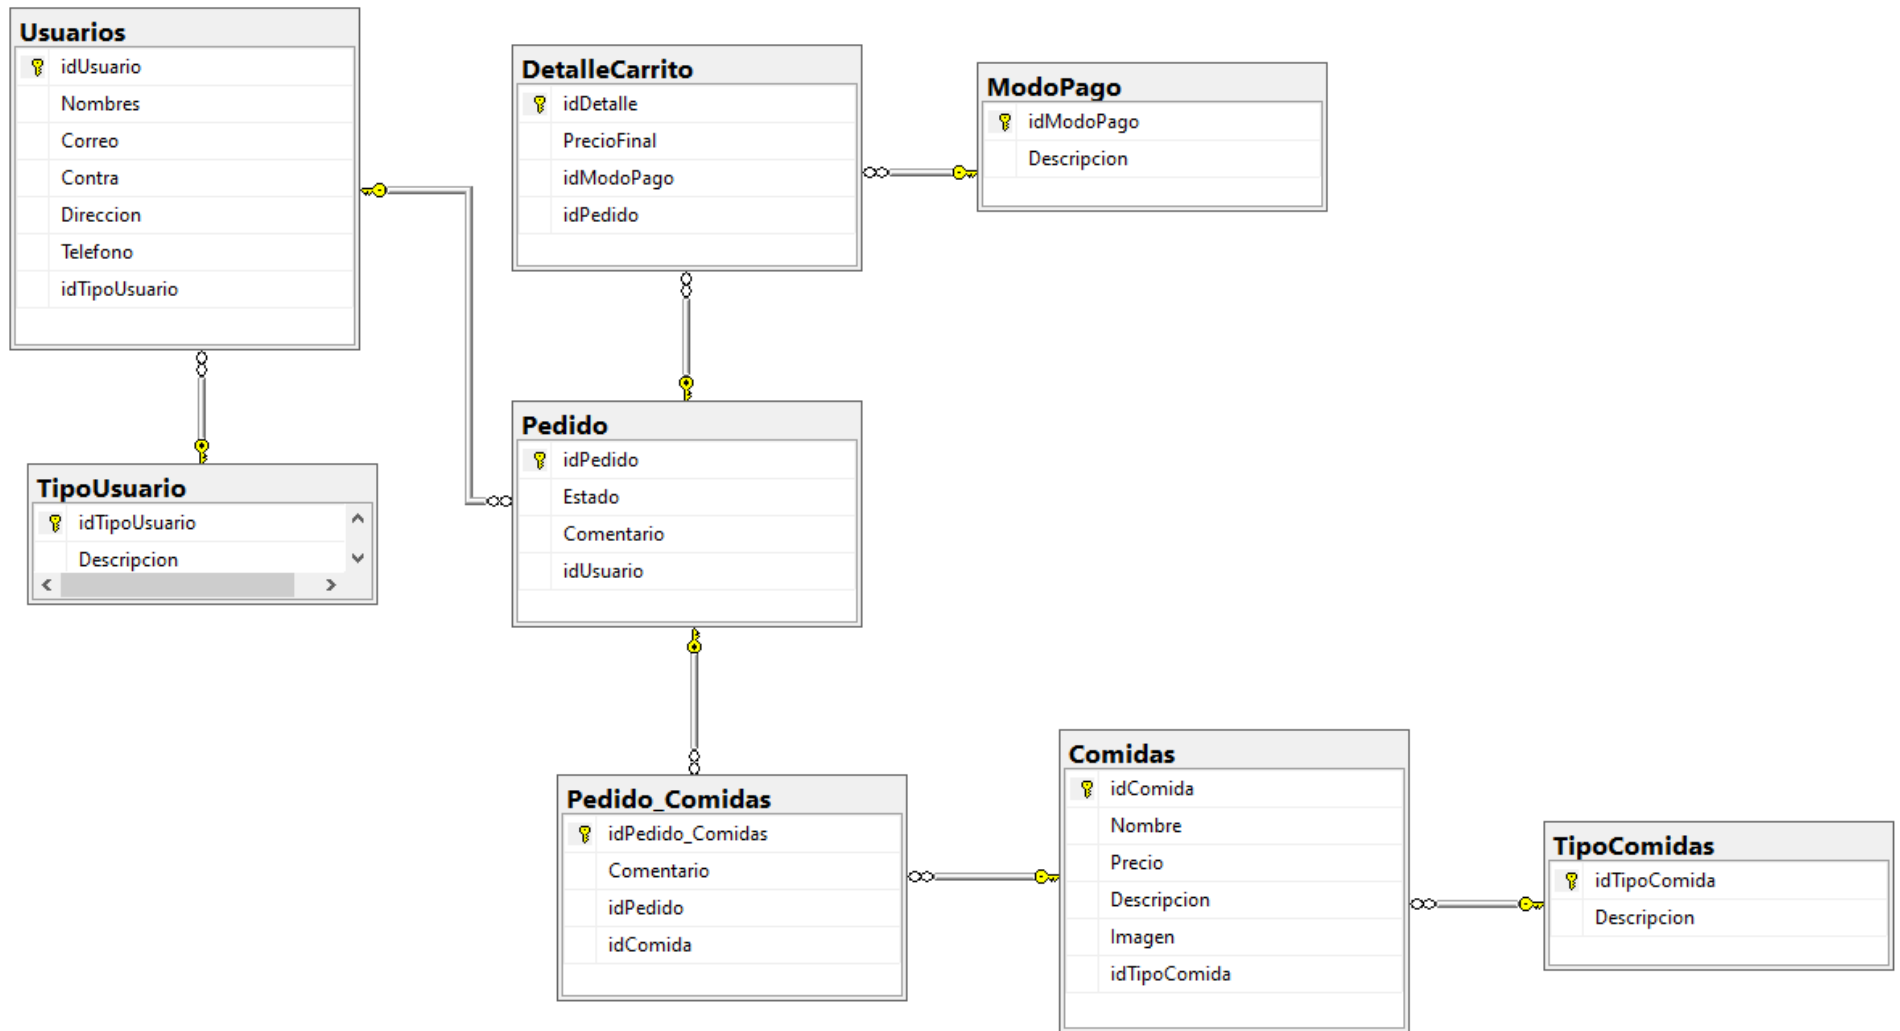 Usuarios
idUsuario
Nombres
Correo
Contra
Direccion
Telefono
idTipoUsuario
TipoUsuario
idTipoUsuario
Descripcion
DetalleCarrito
idDetalle
PrecioFinal
idModoPago
idPedido
ModoPago
idModoPago
Descripcion
Pedido
idPedido
Estado
Comentario
idUsuario
Pedido_Comidas
idPedido_Comidas
Comentario
idPedido
idComida
Comidas
idComida
Nombre
Precio
Descripcion
Imagen
idTipoComida
TipoComidas
idTipoComida
Descripcion